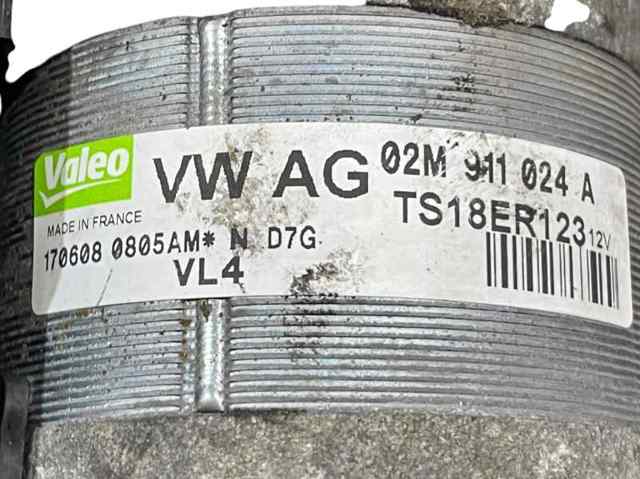 Valeo
MADE IN FRANCE
VW AG
02M 911 024 A
TS18ER123 12V
170608 0805AM* N D7G
VL4